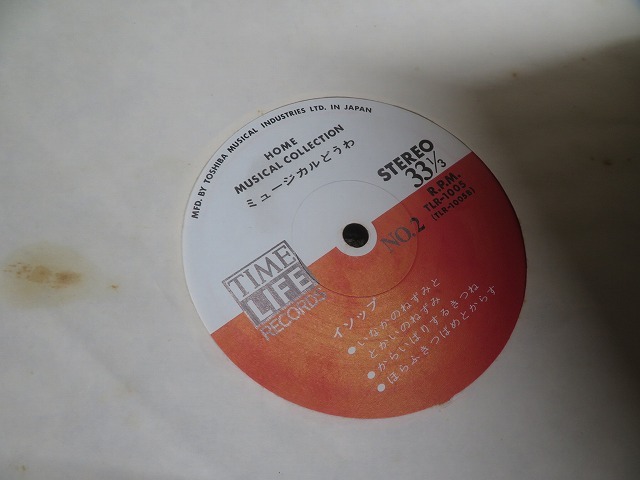 MFD. BY TOSHIBA MUSICAL INDUSTRIES LTD. IN JAPAN
HOME
MUSICAL COLLECTION
ミュージカルどうわ
STEREO
33 1/3
R.P.M.
TLR-1005
(TLR-1005B)
NO.2
TIME
LIFE
RECORDS
イソップ
●いなかのねずみと
とかいのねずみ
●からいばりするきつね
●ほらふきつばめとからす